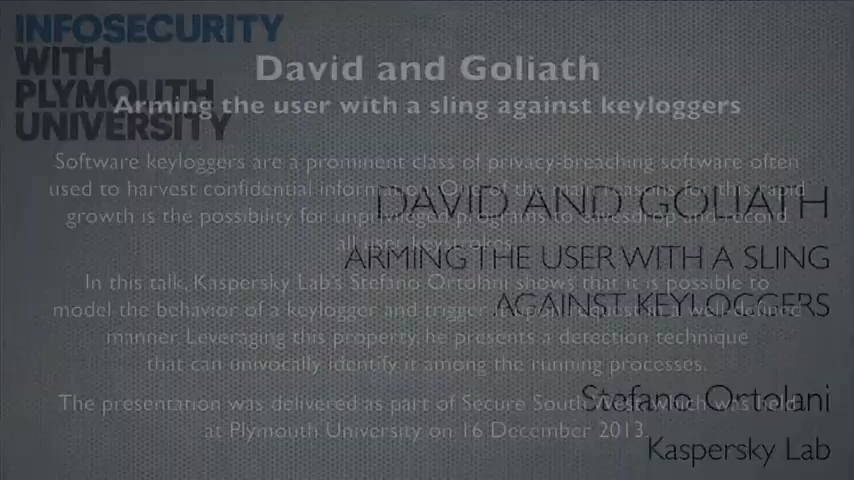 INFOSECURITY
WITH
PLYMOUTH
UNIVERSITY
David and Goliath
Arming the user with a sling against keyloggers
Software keyloggers are a prominent class of privacy-breaching software often
used to harvest confidential information. One of the main reasons for this rapid
growth is the possibility for unprivileged programs to eavesdrop and record
all user keystrokes.
In this talk, Kaspersky Lab's Stefano Ortolani shows that it is possible to
model the behavior of a keylogger and trigger in a well-defined
manner. Leveraging this property, he presents a detection technique
that can univocally identify it among the running processes.
The presentation was delivered as part of Secure South West, which was held
at Plymouth University on 16 December 2013.
DAVID AND GOLIATH
ARMING THE USER WITH A SLING
AGAINST KEYLOGGERS
Stefano Ortolani
Kaspersky Lab